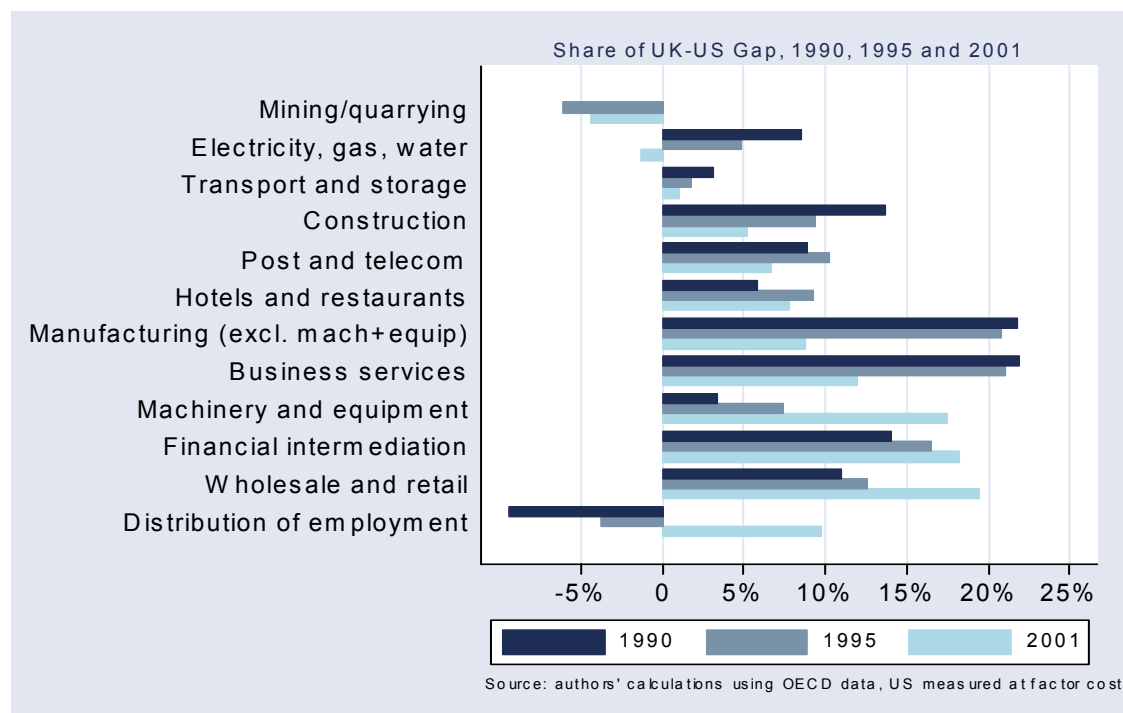 Share of UK-US Gap, 1990, 1995 and 2001
Mining/quarrying
Electricity, gas, water
Transport and storage
Construction
Post and telecom
Hotels and restaurants
Manufacturing (excl. mach+equip)
Business services
Machinery and equipment
Financial intermediation
Wholesale and retail
Distribution of employment
-5% 0 5% 10% 15% 20% 25%
1990 1995 2001
Source: authors' calculations using OECD data, US measured at factor cost